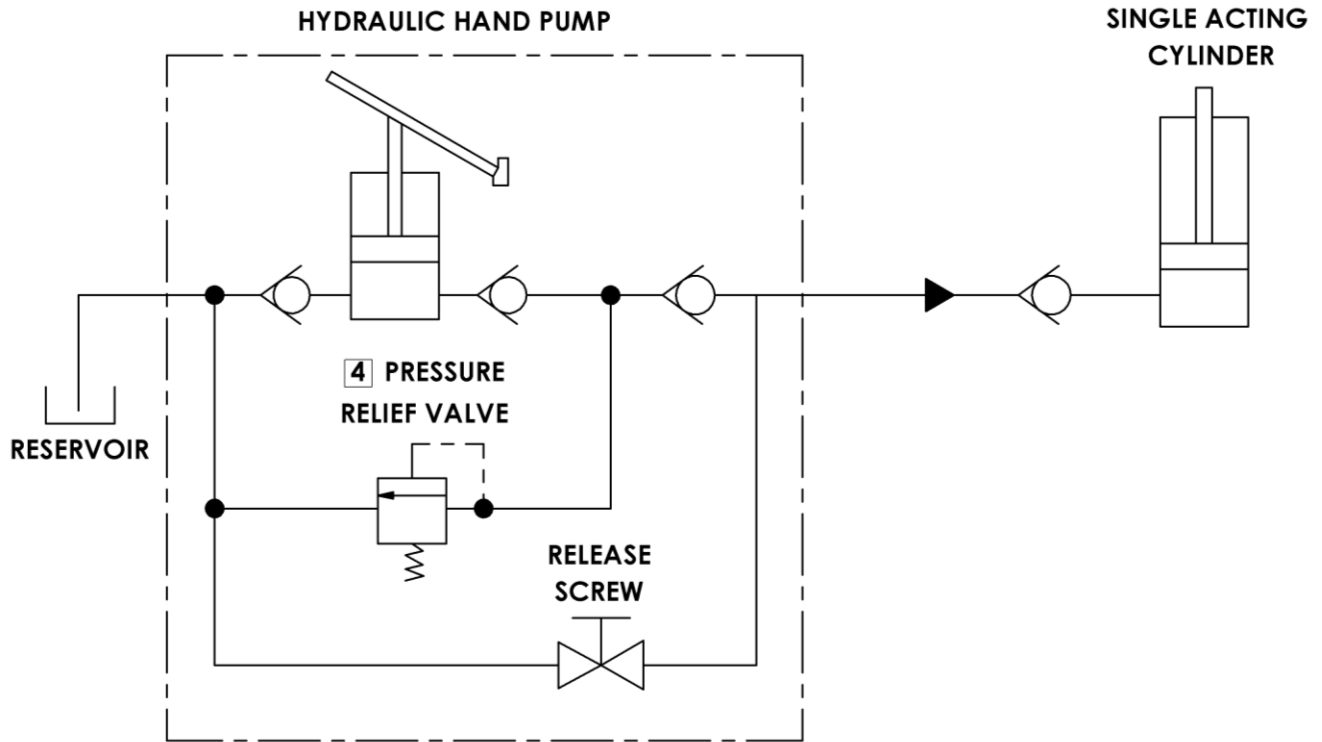 HYDRAULIC HAND PUMP
SINGLE ACTING
CYLINDER
4 PRESSURE
RELIEF VALVE
RESERVOIR
RELEASE
SCREW